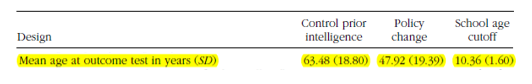 Control prior Policy School age
Design intelligence change cutoff
Mean age at outcome test in years (SD) 63.48 (18.80) 47.92 (19.39) 10.36 (1.60)